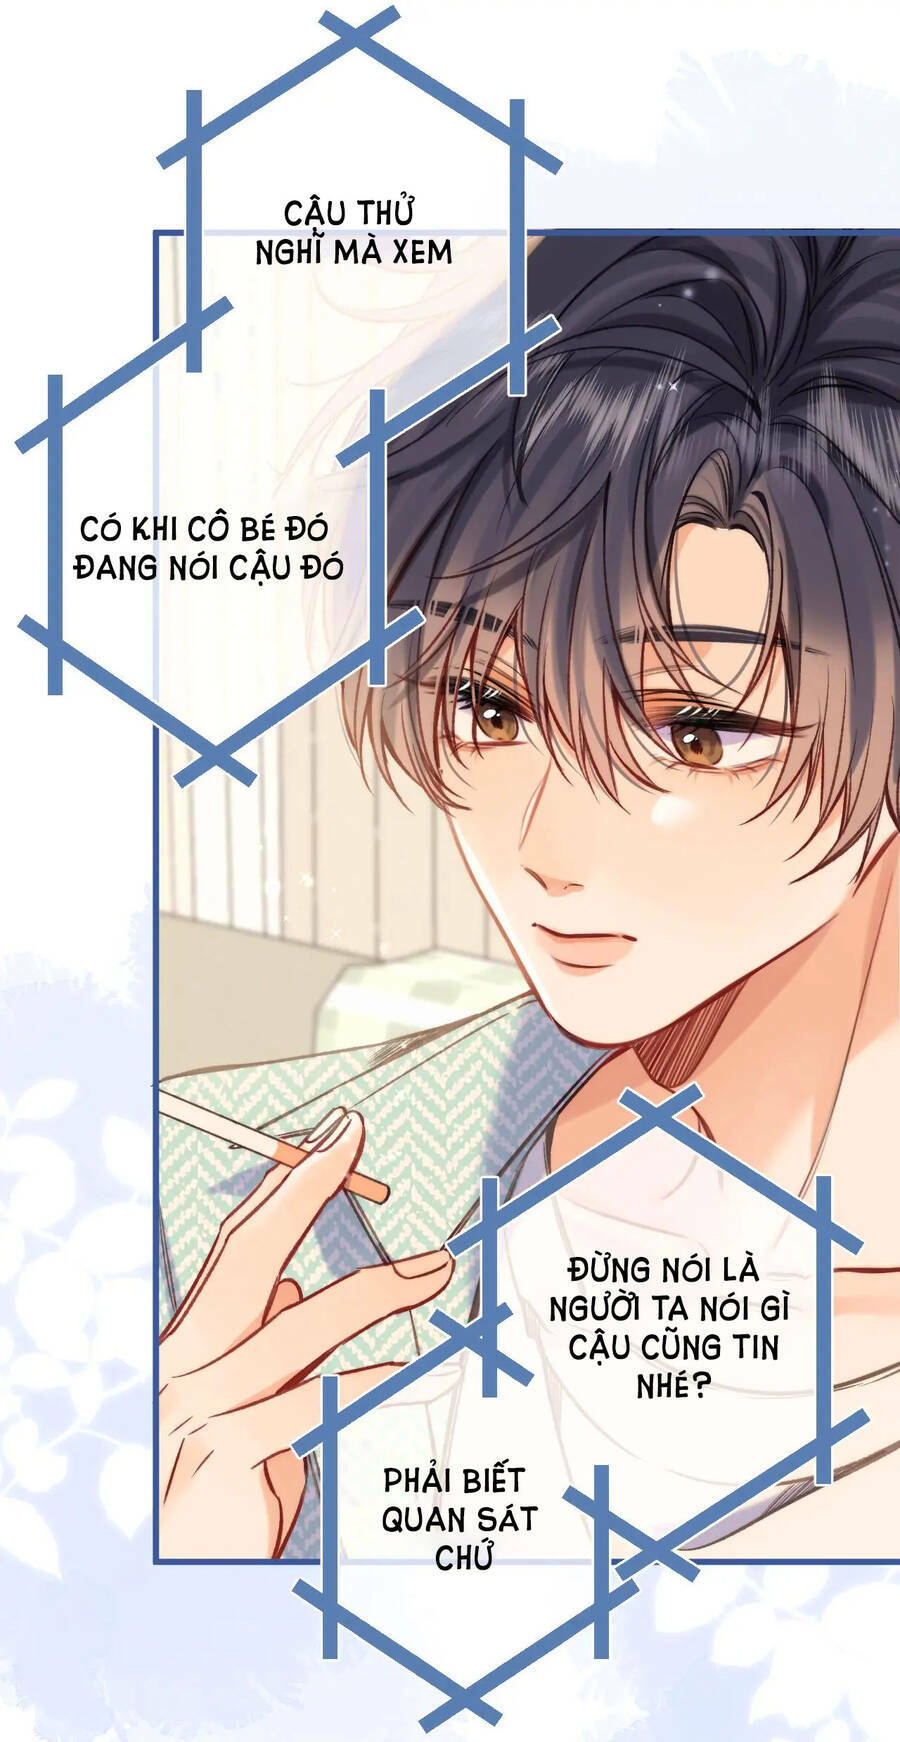 CẬU THỬ
NGHĨ MÀ XEM
CÓ KHI CÔ BÉ ĐÓ
ĐANG NÓI CẬU ĐÓ
ĐỪNG NÓI LÀ
NGƯỜI TA NÓI GÌ
CẬU CŨNG TIN
NHÉ?
PHẢI BIẾT
QUAN SÁT
CHỨ